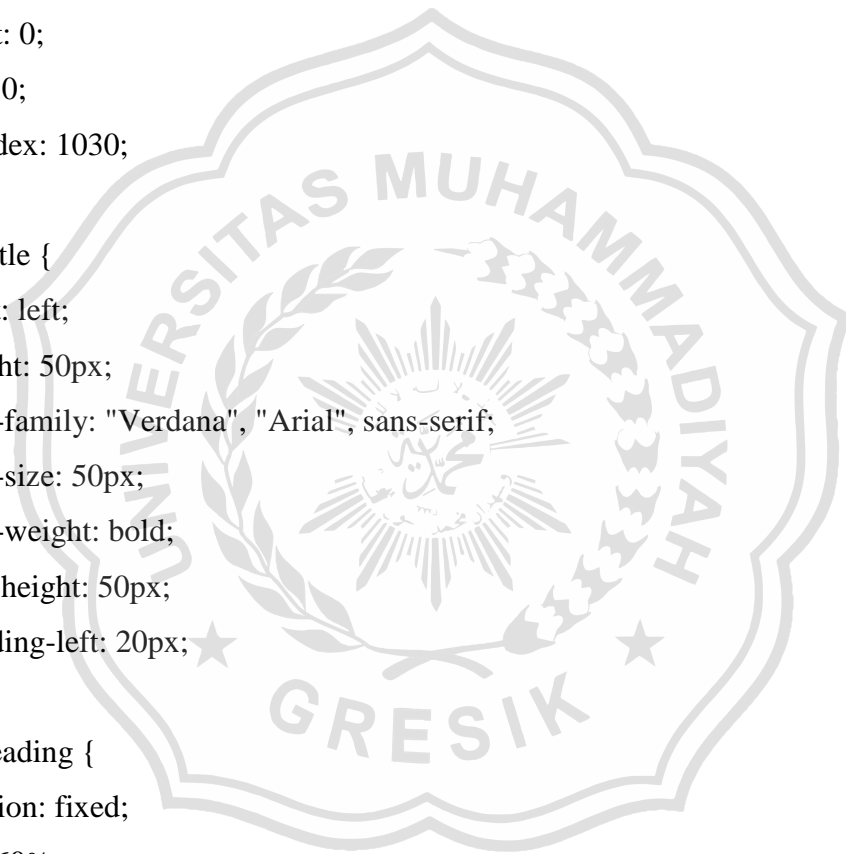 t: 0;
0;
dex: 1030;
UNIVERSITAS MUHAMMADIYAH
tle {
: left;
ht: 50px;
-family: "Verdana", "Arial", sans-serif;
-size: 50px;
-weight: bold;
height: 50px;
ding-left: 20px;
GRESIK
eading {
ion: fixed;